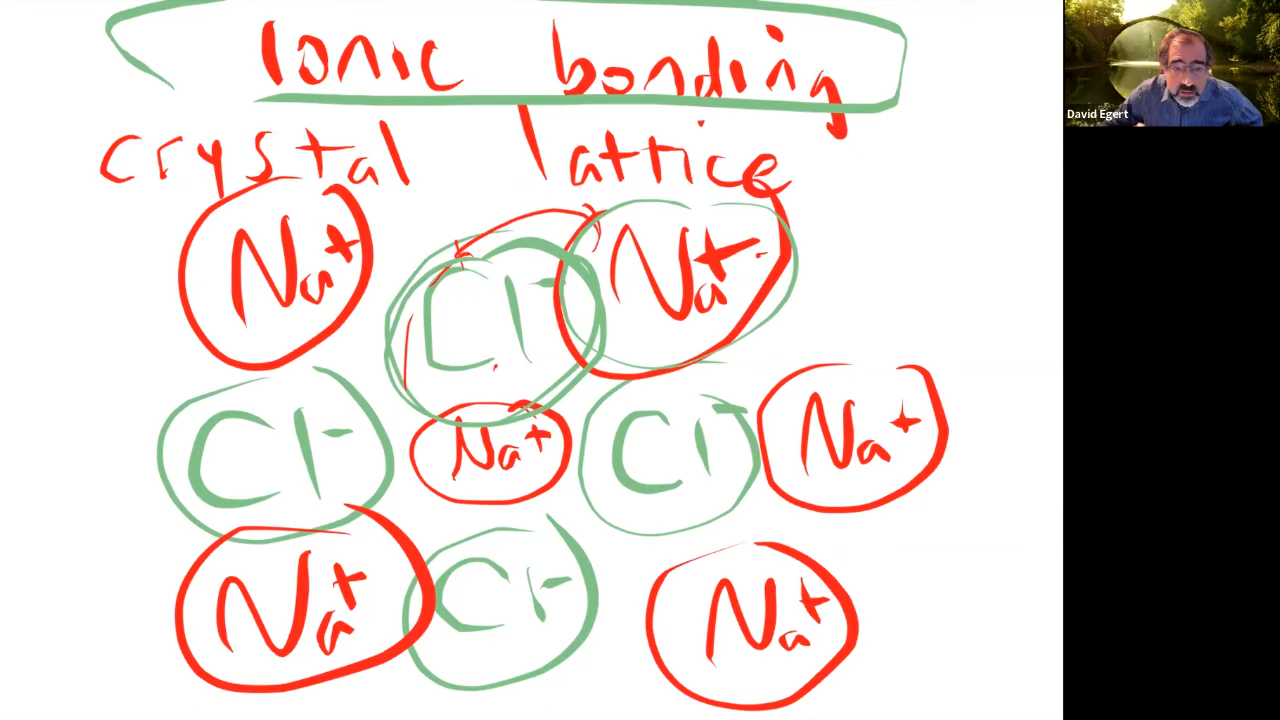 Ionic bonding
crystal lattice
Na+ Cl- Na+
Cl- Na+ Cl- Na+
Na+ Cl- Na+
David Egert